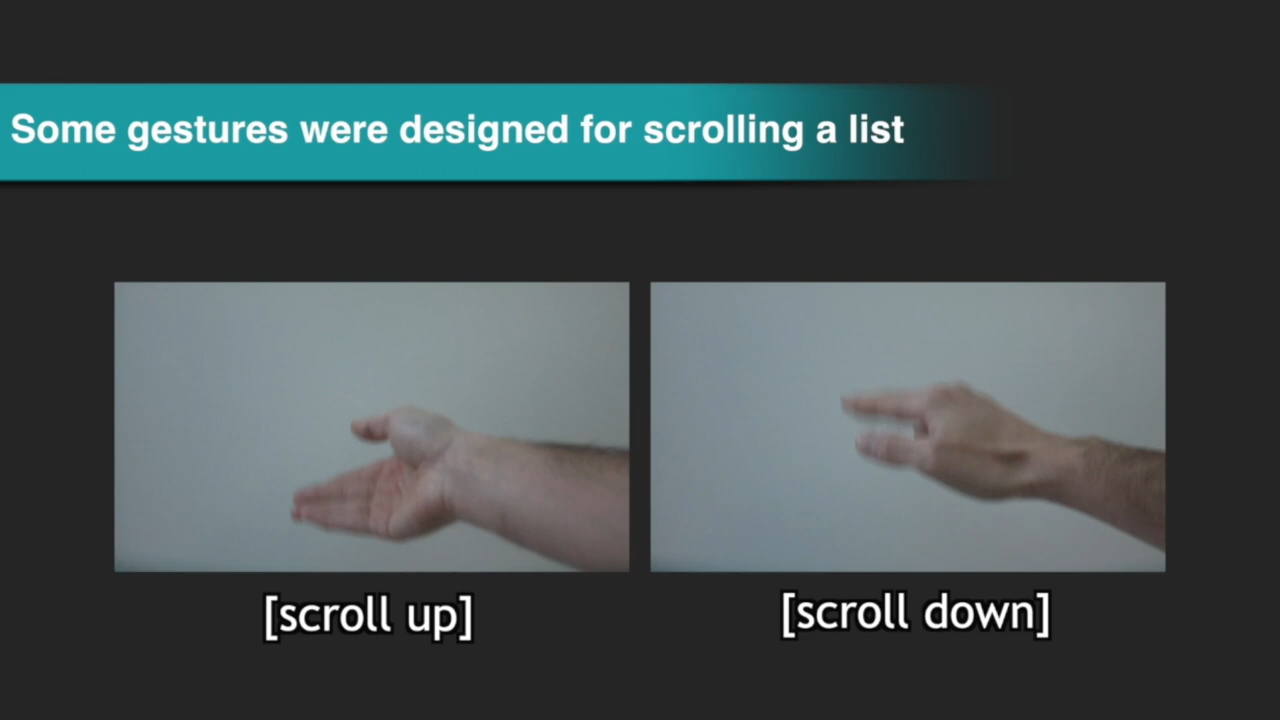 Some gestures were designed for scrolling a list
[scroll up]
[scroll down]